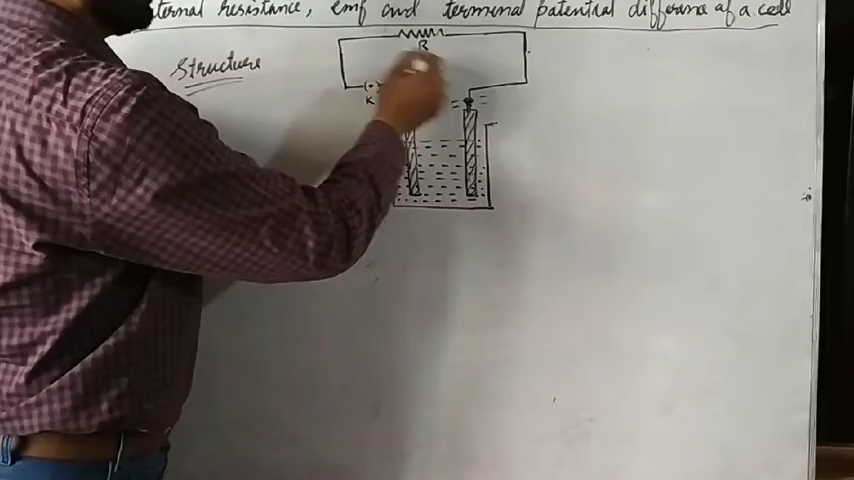 ternal resistance, emf and terminal potential difference of a cell
Structure
R
K